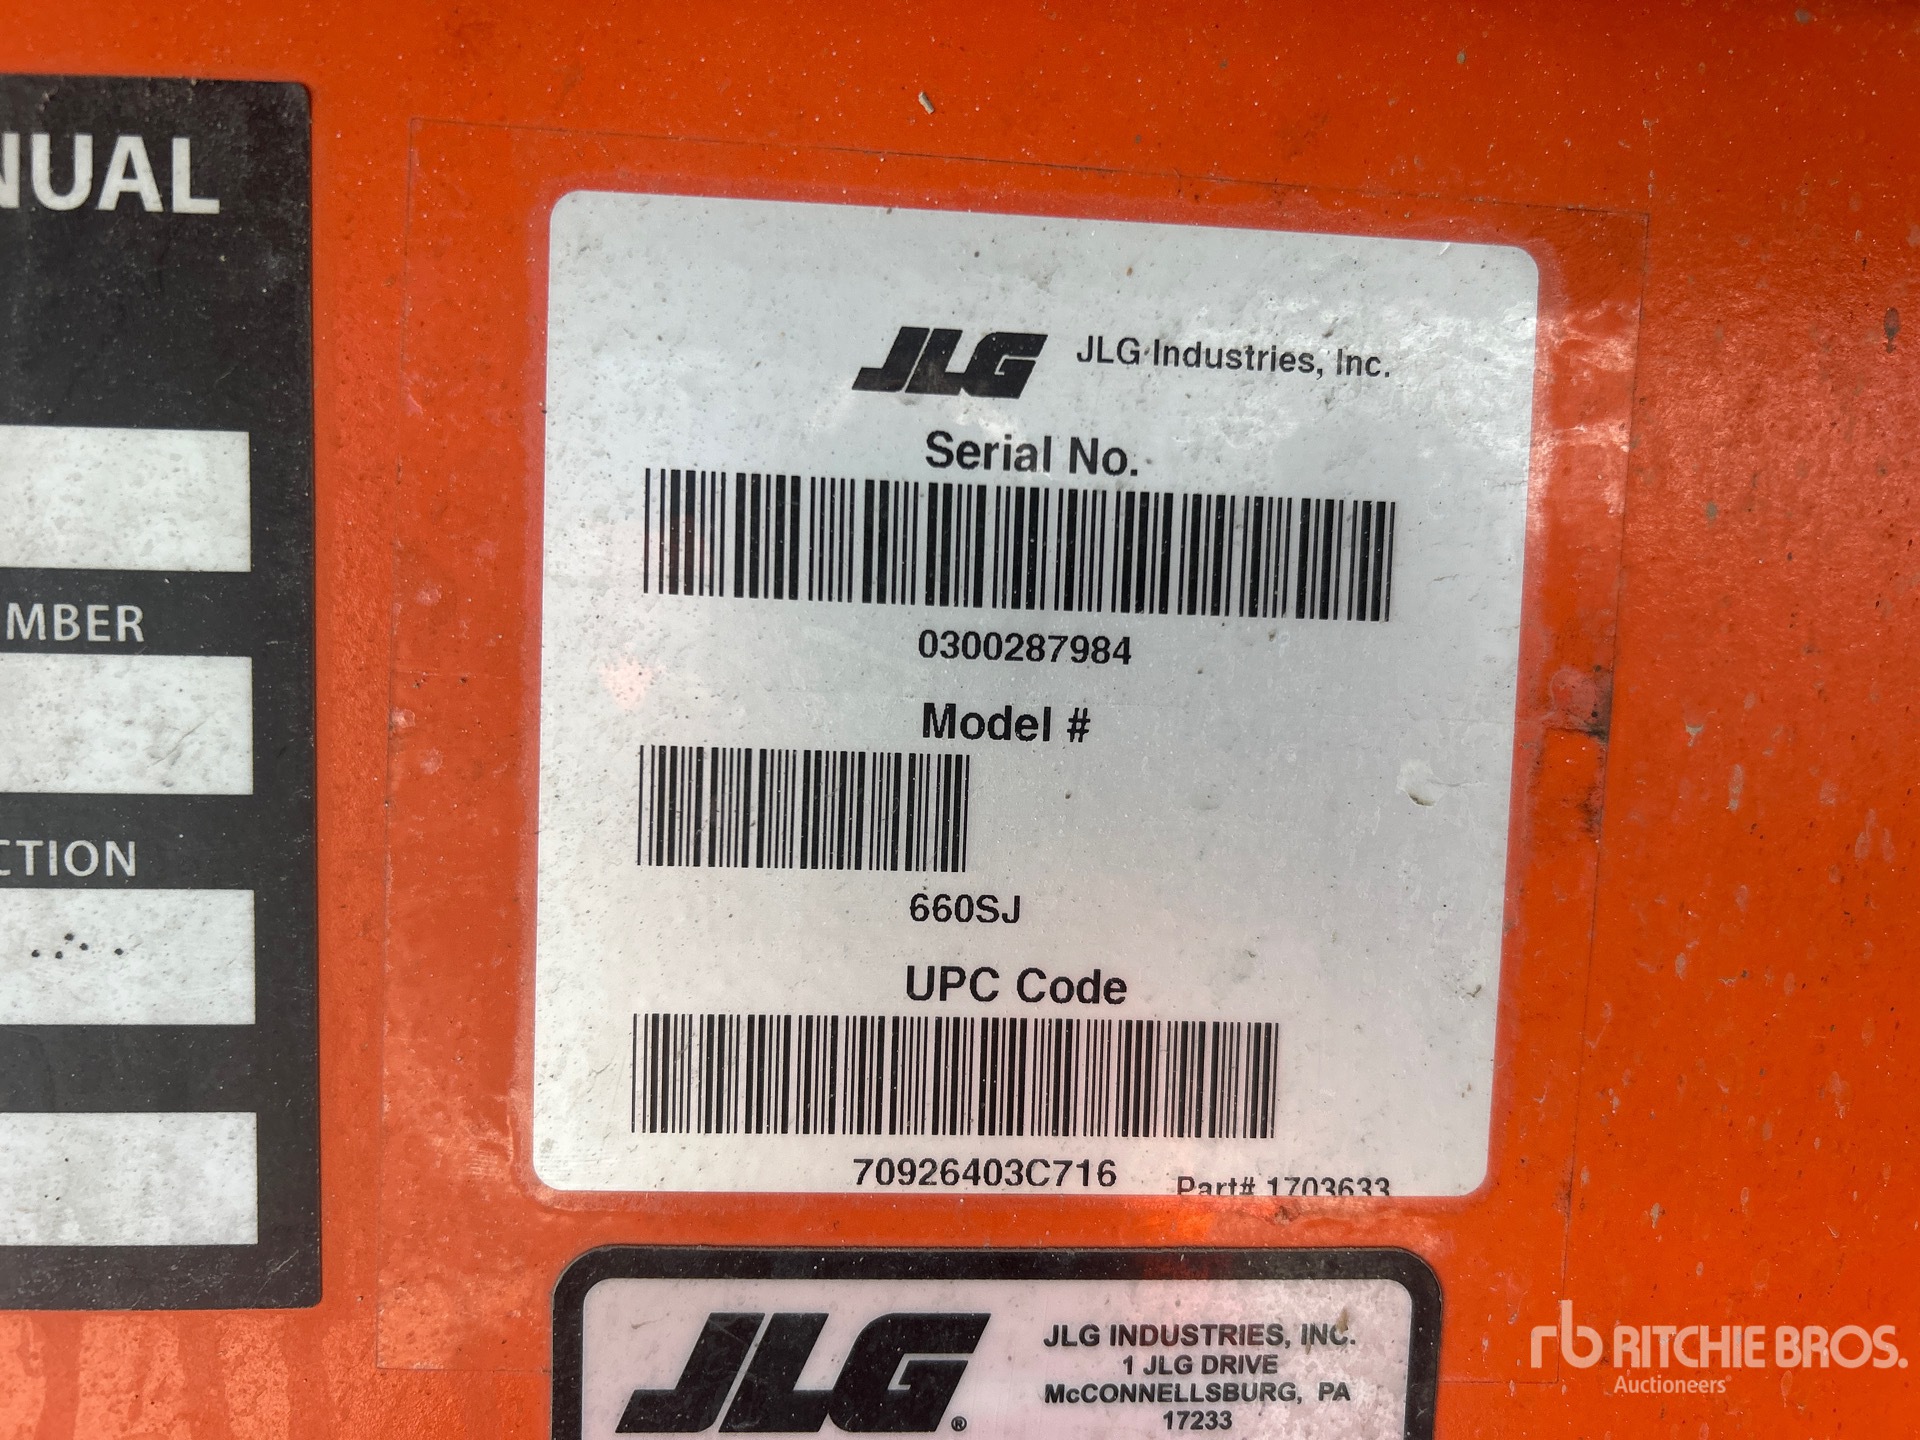 NUAL
MBER
CTION
JLG JLG Industries, Inc.
Serial No.
0300287984
Model #
660SJ
UPC Code
70926403C716
Part# 1703633
JLG®
JLG INDUSTRIES, INC.
1 JLG DRIVE
McCONNELLSBURG, PA
17233
rb RITCHIE BROS.
Auctioneers